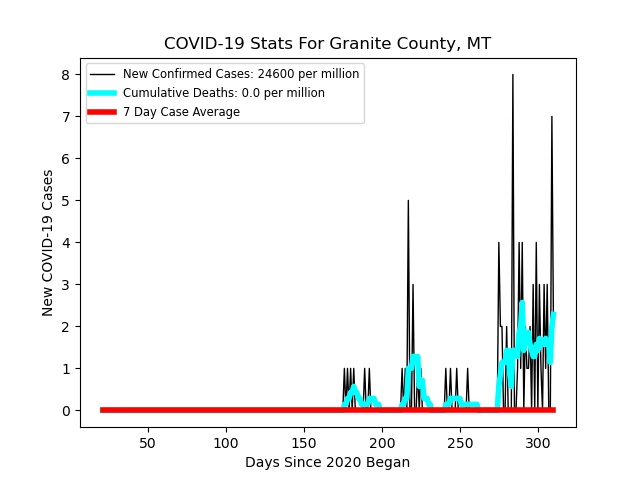 COVID-19 Stats For Granite County, MT
New Confirmed Cases: 24600 per million
Cumulative Deaths: 0.0 per million
7 Day Case Average
New COVID-19 Cases
8
7
6
5
4
3
2
1
0
50 100 150 200 250 300
Days Since 2020 Began